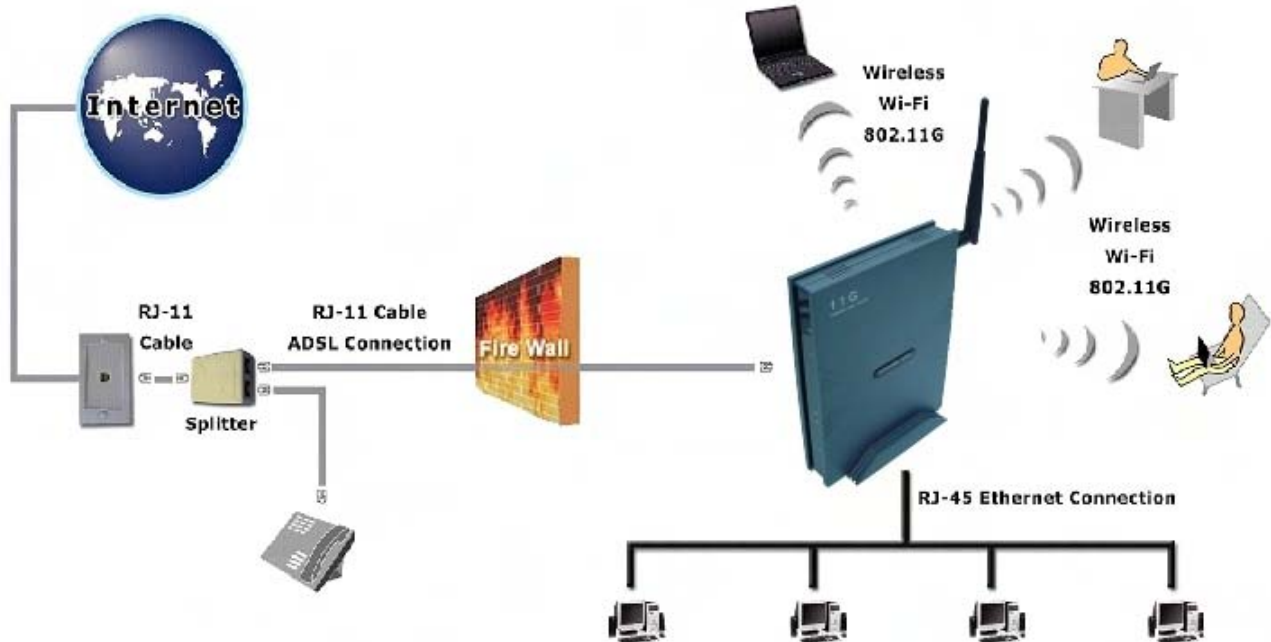 Internet
Wireless
Wi-Fi
802.11G
Wireless
Wi-Fi
802.11G
RJ-11
Cable
RJ-11 Cable
ADSL Connection
Fire Wall
11G
Splitter
RJ-45 Ethernet Connection